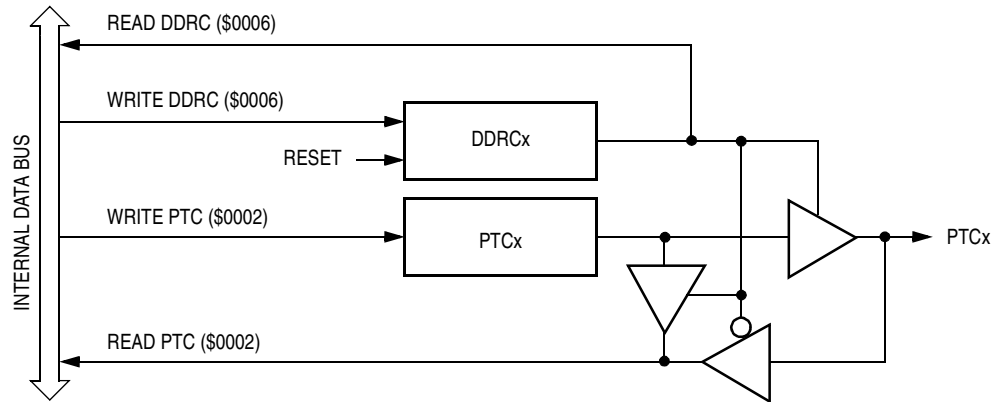 READ DDRC ($0006)
WRITE DDRC ($0006)
DDRCx
RESET
INTERNAL DATA BUS
WRITE PTC ($0002)
PTCx
PTCx
READ PTC ($0002)